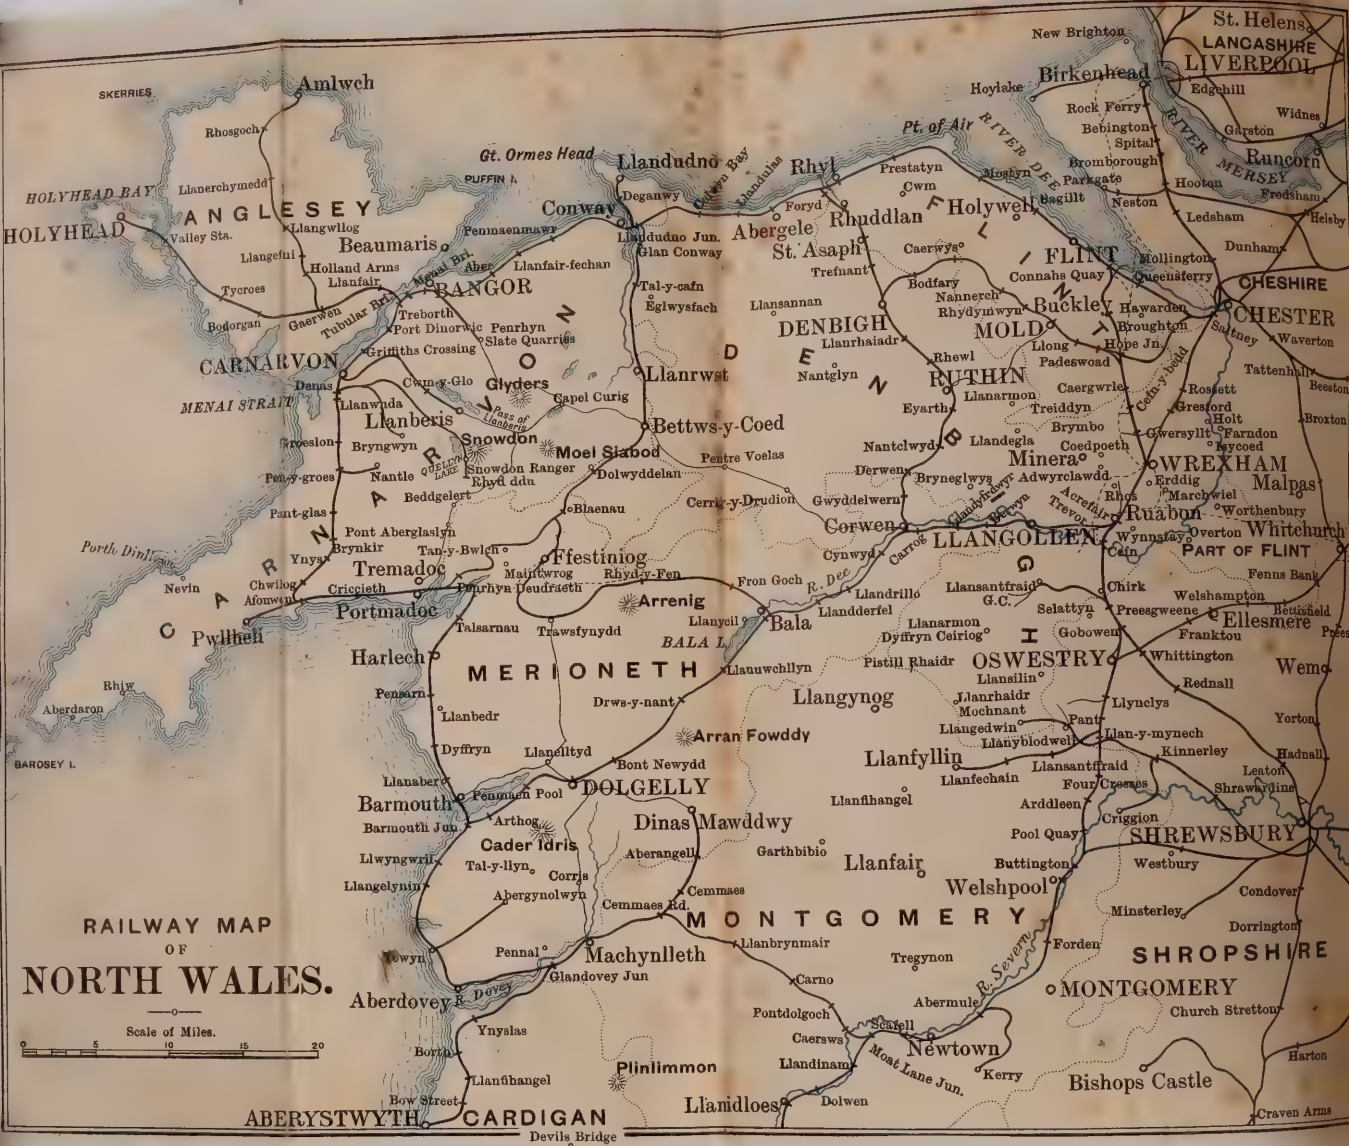 St. Helens
LANCASHIRE
LIVERPOOL
New Brighton
Birkenhead
Hoylake
Edgehill
Rock Ferry
Widnes
Bebington
Garston
Spital
RIVER MERSEY
Runcorn
RIVER DEE
Bromborough
Parkgate
Hooton
Frodsham
Neston
Ledsham
Helsby
SKERRIES
Amlwch
Rhosgoch
Gt. Ormes Head
Llandudno
Pt. of Air
PUFFIN I.
Colwyn Bay
Llandulas
Rhyl
Prestatyn
Mostyn
HOLYHEAD BAY
Llanerchymedd
Deganwy
Cwm
Foryd
Bagillt
ANGLESEY
Conway
Rhuddlan
Holywell
HOLYHEAD
Valley Sta.
Llangwllog
Penmaenmawr
Abergele
Llandudno Jun.
Beaumaris
Glan Conway
St. Asaph
Caerwys
FLINT
Mollington
Dunham
Llangefni
Holland Arms
Menai Bri.
Aber
Llanfair-fechan
Trefnant
Connahs Quay
Queensferry
Llanfair
BANGOR
Tal-y-cafn
Bodfary
CHESHIRE
Tycroes
Eglwysfach
Nannerch
Bodorgan
Gaerwen
Tubular Bri.
Treborth
Llansannan
Rhydymwyn
Buckley
Hawarden
CHESTER
Port Dinorwic
Penrhyn
Slate Quarries
DENBIGH
MOLD
Broughton
Saltney
Waverton
Griffiths Crossing
Llanrhaiadr
Llong
Hope Jn.
CARNARVON
Rhewl
Padeswoad
Denas
Cwm-y-Glo
Glyders
Llanrwst
Nantglyn
RUTHIN
Caergwrle
Cefn-y-bedd
Rossett
Tattenhall
Beeston
MENAI STRAIT
Llanwnda
Llanberis
Pass of Llanberis
Capel Curig
Llanarmon
Eyarth
Treiddyn
Gresford
Holt
Broxton
Bettws-y-Coed
Brymbo
Farndon
Groeslon
Bryngwyn
Snowdon
Nantclwyd
Llandegla
Coedpoeth
Gwersyllt
Moel Siabod
Pentre Voelas
Minera
WREXHAM
Pen-y-groes
Nantle
QUELLYN LAKE
Snowdon Ranger
Dolwyddelan
Derwen
Bryneglwys
Adwyrclawdd
Erddig
Malpas
Rhyd ddu
Beddgelert
Cerrig-y-Drudion
Gwyddelwern
Glandyfrdwy
Berwyn
Acrefair
Trevor
Rhos
Marchwiel
Pant-glas
Blaenau
Corwen
LLANGOLLEN
Ruabon
Worthenbury
Pont Aberglaslyn
Carrog
Wynnstay
Overton
Whitchurch
Porth Dinllaen
Brynkir
Tan-y-Bwlch
Ffestiniog
Cynwyd
Cefn
PART OF FLINT
Ynys
Tremadoc
Nevin
Chwilog
Maintwrog
Rhyd-y-Fen
Fron Goch
R. Dee
Fenns Bank
Criccieth
Penrhyn Deudraeth
Llandrillo
Llansantfraid
G.C.
Chirk
Afonwen
Portmadoc
Arrenig
Llandderfel
Welshampton
Pwllheli
Talsarnau
Trawsfynydd
Llanycil
Bala
Selattyn
Preesgweene
Ellesmere
Bettisfield
BALA L.
Llanarmon
Dyffryn Ceiriog
Gobowen
Franktou
Harlech
MERIONETH
Pistill Rhaidr
OSWESTRY
Whittington
Wem
Rhiw
Pensarn
Llanuwchllyn
Llansilin
Rednall
Aberdaron
Drws-y-nant
Llangynog
Llanrhaidr
Mochnant
Llynclys
Llanbedr
Llangedwin
Pant
Yorton
Arran Fowddy
Llanyblodwell
Llan-y-mynech
Dyffryn
Llanelltyd
Kinnerley
BARDSEY I.
Bont Newydd
Llanfyllin
Hadnall
Llanaber
Llansantffraid
Leaton
Penmaen Pool
DOLGELLY
Llanfechain
Four Crosses
Barmouth
Llanfihangel
Shrawardine
Arddleen
Barmouth Jun.
Arthog
Dinas Mawddwy
Criggion
Cader Idris
Pool Quay
SHREWSBURY
Llwyngwril
Tal-y-llyn
Aberangell
Garthbibio
Llanfair
Buttington
Westbury
Llangelynin
Corris
Abergynolwyn
Cemmaes
Welshpool
Condover
Cemmaes Rd.
Minsterley
RAILWAY MAP
MONTGOMERY
Dorrington
OF
Llanbrynmair
Forden
SHROPSHIRE
NORTH WALES.
Towyn
Pennal
Machynlleth
Tregynon
Glandovey Jun
R. Severn
Carno
MONTGOMERY
Aberdovey
R. Dovey
Abermule
Church Stretton
Pontdolgoch
Scale of Miles.
Ynyslas
Scafell
0 5 10 15 20
Caersws
Newtown
Borth
Llandinam
Moat Lane Jun.
Harton
Plinlimmon
Kerry
Llanfihangel
Bishops Castle
Bow Street
Llanidloes
Dolwen
ABERYSTWYTH
CARDIGAN
Craven Arms
Devils Bridge
CARNARVON
DENBIGH
FLINT